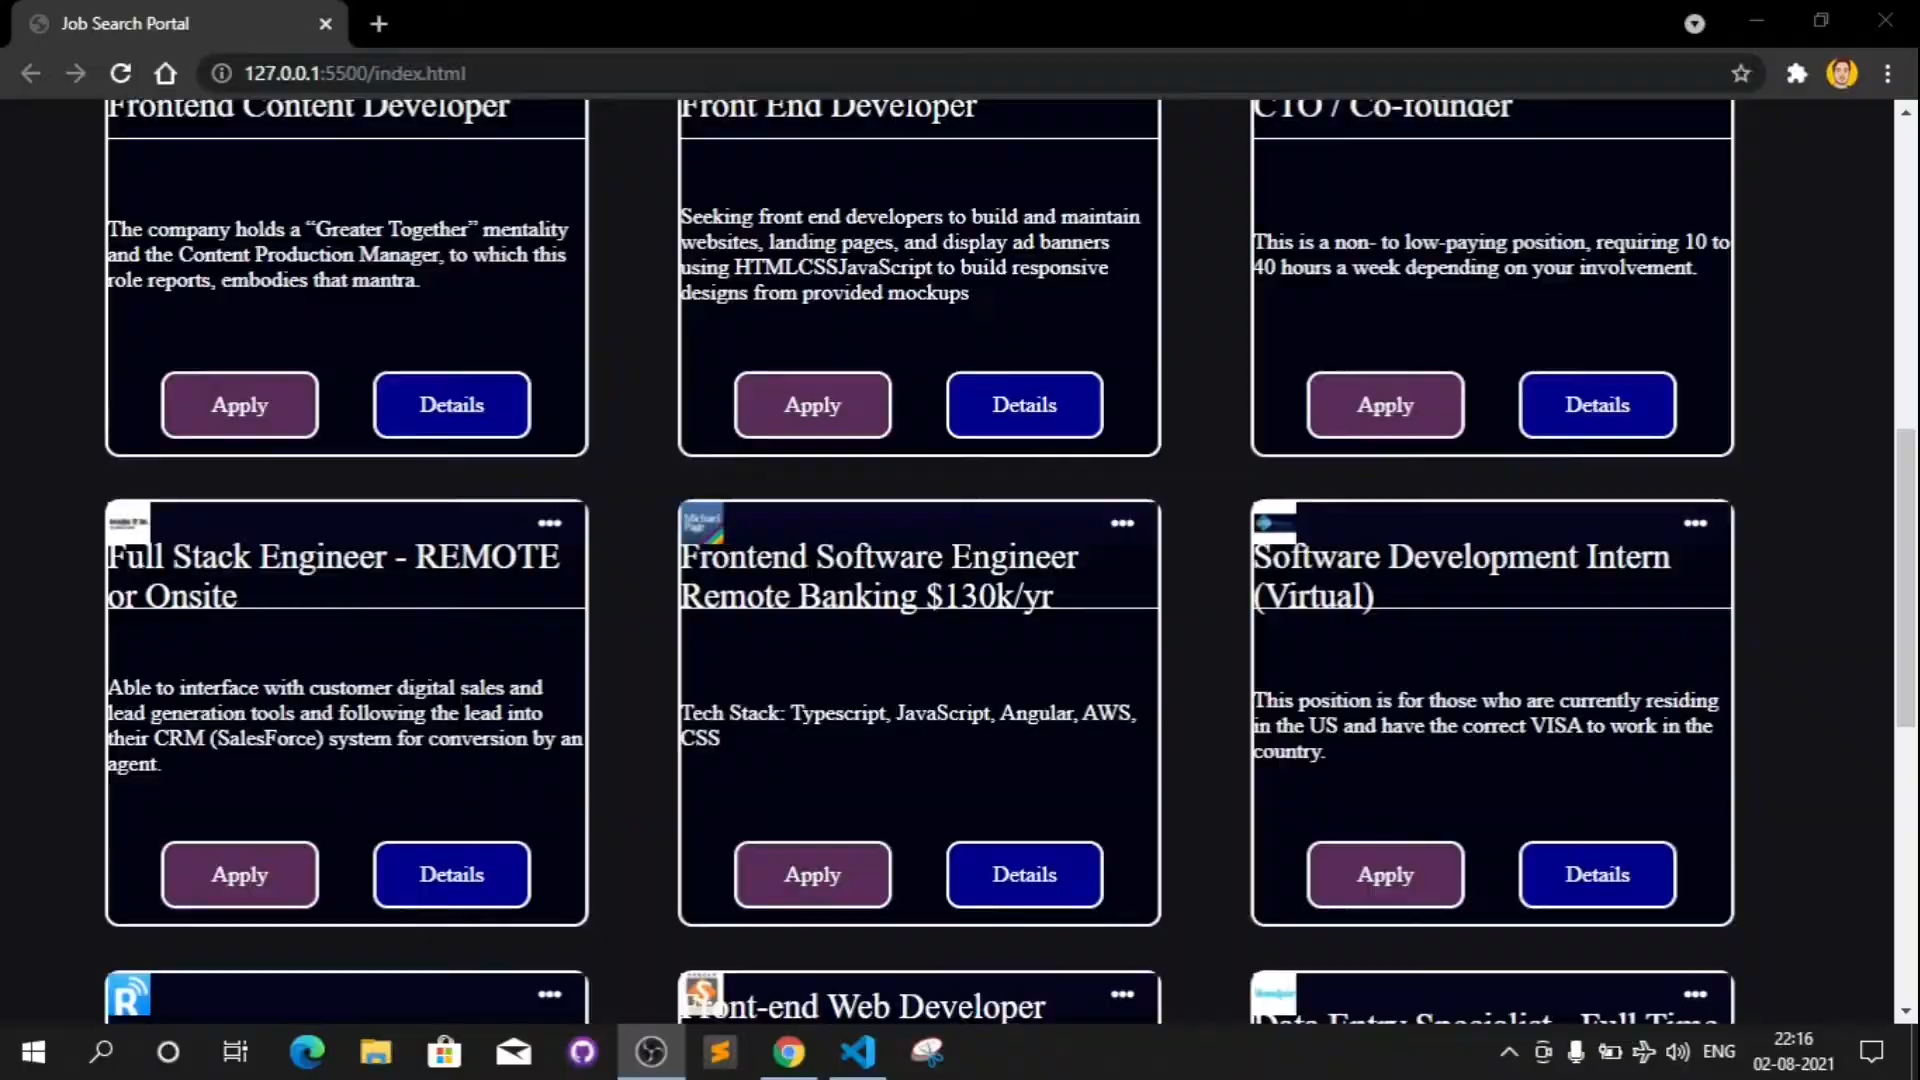 Job Search Portal
127.0.0.1:5500/index.html
Frontend Content Developer
The company holds a “Greater Together” mentality
and the Content Production Manager, to which this
role reports, embodies that mantra.
Apply
Details
Front End Developer
Seeking front end developers to build and maintain
websites, landing pages, and display ad banners
using HTMLCSSJavaScript to build responsive
designs from provided mockups
Apply
Details
CTO / Co-founder
This is a non- to low-paying position, requiring 10 to
40 hours a week depending on your involvement.
Apply
Details
Full Stack Engineer - REMOTE
or Onsite
Able to interface with customer digital sales and
lead generation tools and following the lead into
their CRM (SalesForce) system for conversion by an
agent.
Apply
Details
Michael
Page
Frontend Software Engineer
Remote Banking $130k/yr
Tech Stack: Typescript, JavaScript, Angular, AWS,
CSS
Apply
Details
Software Development Intern
(Virtual)
This position is for those who are currently residing
in the US and have the correct VISA to work in the
country.
Apply
Details
R
S
Front-end Web Developer
Data Entry Specialist - Full Time
ENG
22:16
02-08-2021